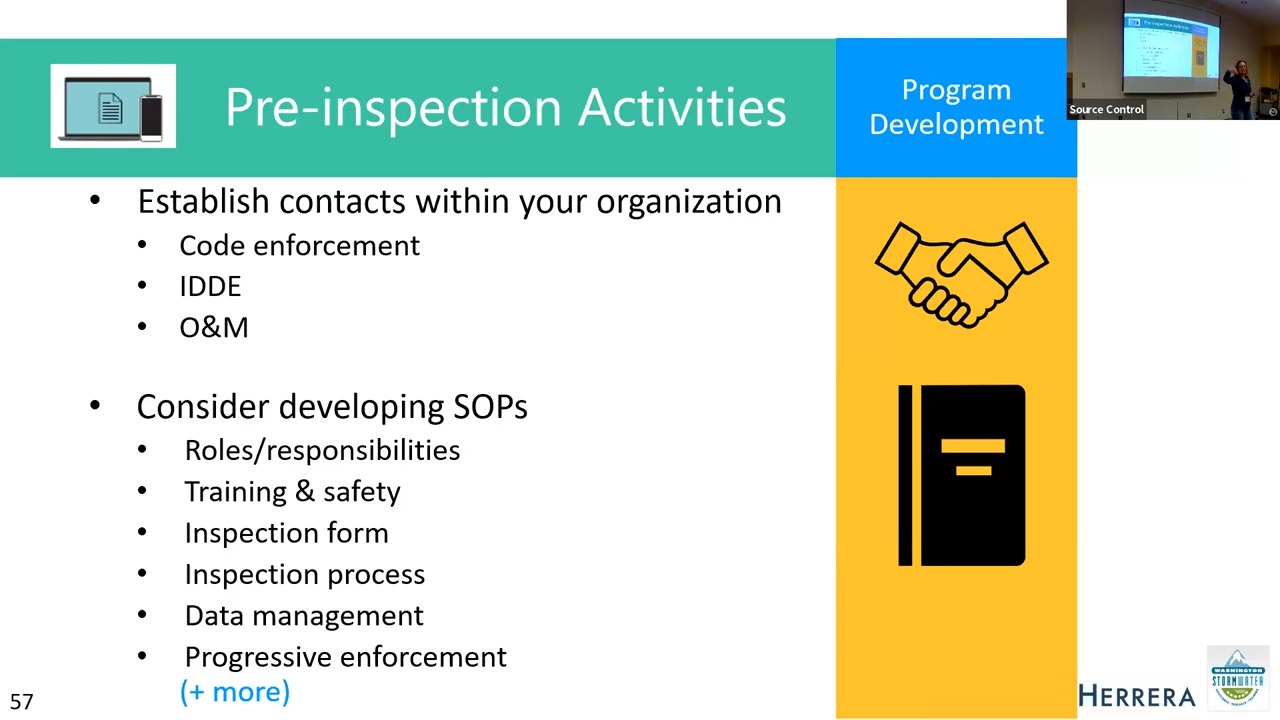 Pre-inspection Activities
Program
Development
Source Control
• Establish contacts within your organization
• Code enforcement
• IDDE
• O&M
• Consider developing SOPs
• Roles/responsibilities
• Training & safety
• Inspection form
• Inspection process
• Data management
• Progressive enforcement
(+ more)
57
HERRERA
WASHINGTON
STORMWATER
CENTER